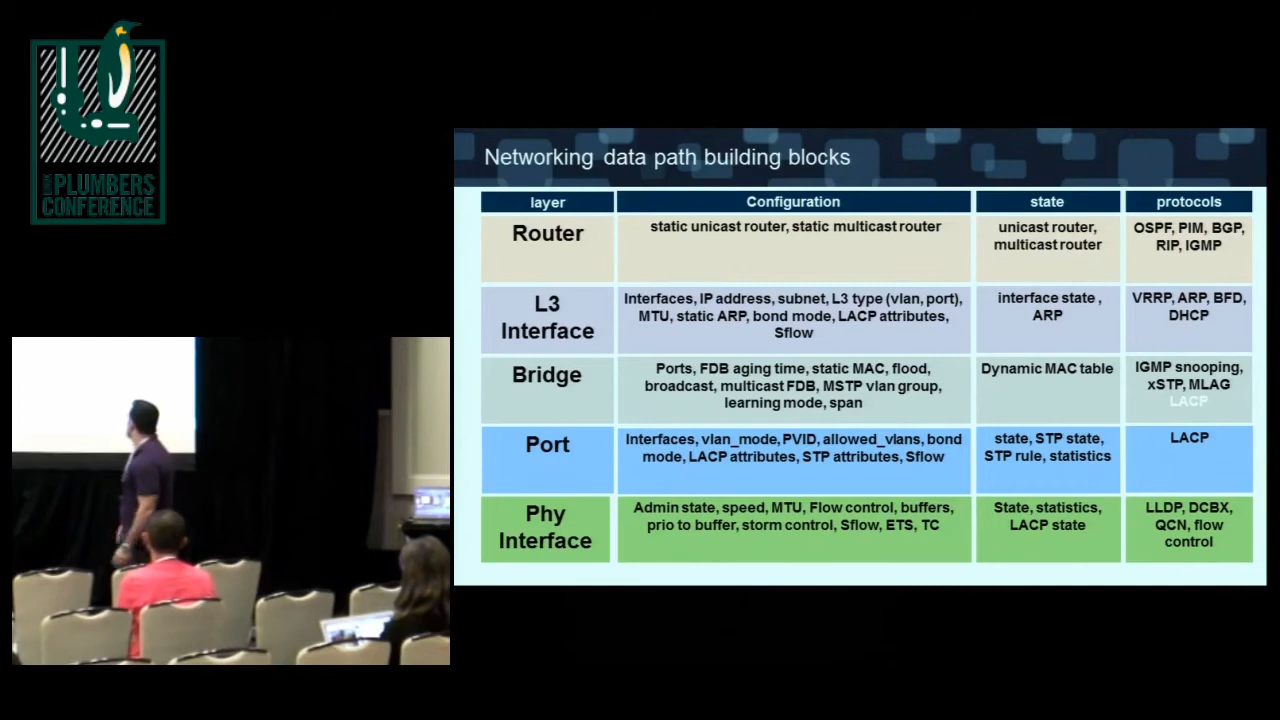 LINUX
PLUMBERS
CONFERENCE
Networking data path building blocks
layer
Configuration
state
protocols
Router
static unicast router, static multicast router
unicast router,
multicast router
OSPF, PIM, BGP,
RIP, IGMP
L3
Interface
Interfaces, IP address, subnet, L3 type (vlan, port),
MTU, static ARP, bond mode, LACP attributes,
Sflow
interface state ,
ARP
VRRP, ARP, BFD,
DHCP
Bridge
Ports, FDB aging time, static MAC, flood,
broadcast, multicast FDB, MSTP vlan group,
learning mode, span
Dynamic MAC table
IGMP snooping,
xSTP, MLAG
LACP
Port
Interfaces, vlan_mode, PVID, allowed_vlans, bond
mode, LACP attributes, STP attributes, Sflow
state, STP state,
STP rule, statistics
LACP
Phy
Interface
Admin state, speed, MTU, Flow control, buffers,
prio to buffer, storm control, Sflow, ETS, TC
State, statistics,
LACP state
LLDP, DCBX,
QCN, flow
control